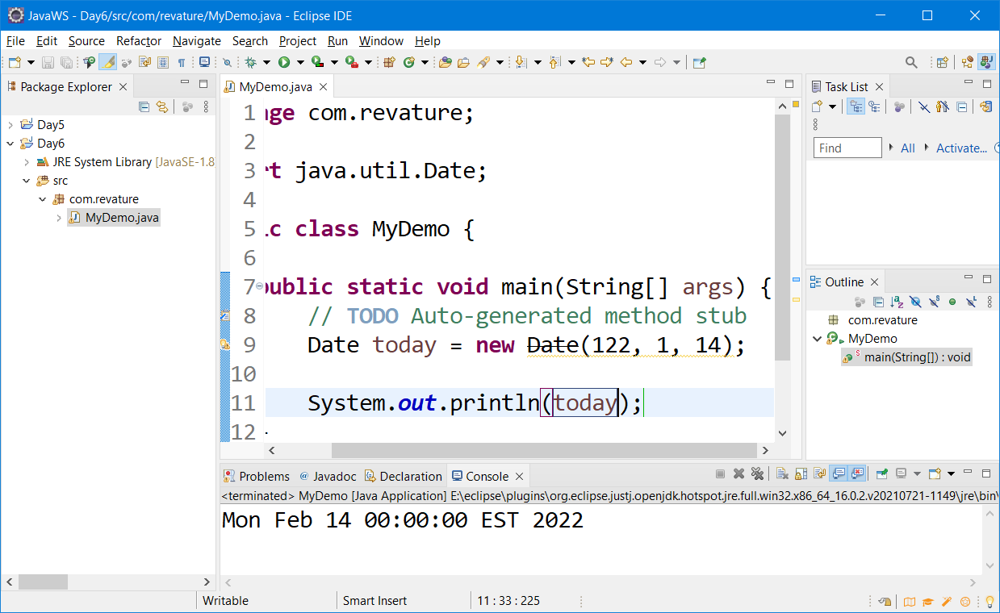 JavaWS - Day6/src/com/revature/MyDemo.java - Eclipse IDE
File Edit Source Refactor Navigate Search Project Run Window Help
Package Explorer
Day5
Day6
JRE System Library [JavaSE-1.8
src
com.revature
MyDemo.java
MyDemo.java
1 age com.revature;
2
3 rt java.util.Date;
4
5 ic class MyDemo {
6
7 public static void main(String[] args) {
8 // TODO Auto-generated method stub
9 Date today = new Date(122, 1, 14);
10
11 System.out.println(today);
12
Task List
Find All Activate...
Outline
com.revature
MyDemo
main(String[]) : void
Problems @ Javadoc Declaration Console
<terminated> MyDemo [Java Application] E:\eclipse\plugins\org.eclipse.justj.openjdk.hotspot.jre.full.win32.x86_64_16.0.2.v20210721-1149\jre\bin\
Mon Feb 14 00:00:00 EST 2022
Writable Smart Insert 11 : 33 : 225